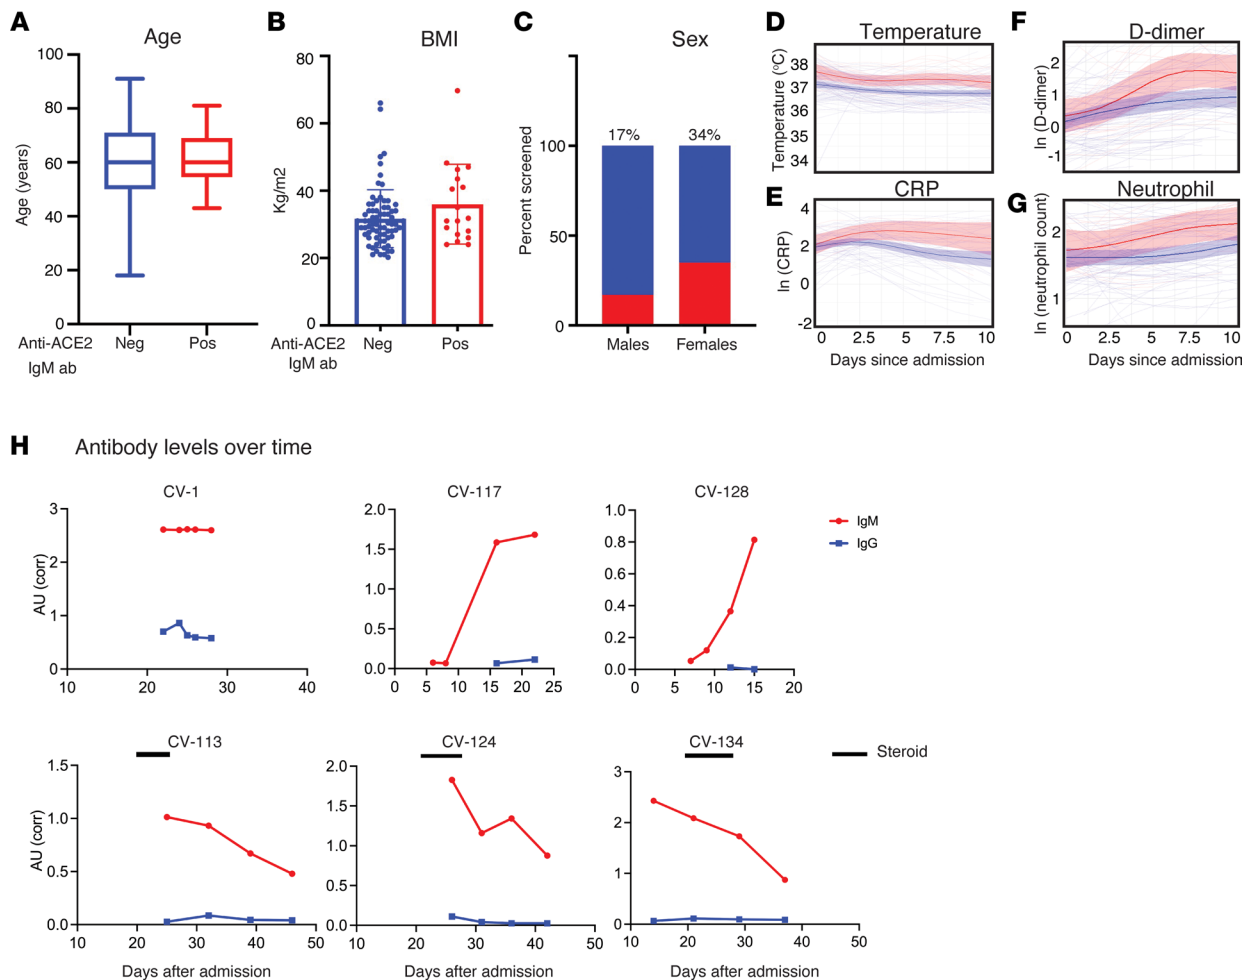 A
Age
Age (years)
100
80
60
40
20
0
Anti-ACE2
IgM ab
Neg
Pos
B
BMI
Kg/m2
80
60
40
20
0
Anti-ACE2
IgM ab
Neg
Pos
C
Sex
Percent screened
100
50
0
17%
34%
Males
Females
D
Temperature
Temperature (°C)
38
37
36
35
34
E
CRP
ln (CRP)
4
2
0
-2
0 2.5 5 7.5 10
Days since admission
F
D-dimer
ln (D-dimer)
2
1
0
-1
G
Neutrophil
ln (neutrophil count)
2
1
0 2.5 5 7.5 10
Days since admission
H
Antibody levels over time
CV-1
AU (corr)
3
2
1
0
10 20 30 40
CV-117
2.0
1.5
1.0
0.5
0.0
0 5 10 15 20 25
CV-128
1.0
0.8
0.6
0.4
0.2
0.0
0 5 10 15 20
IgM
IgG
CV-113
AU (corr)
1.5
1.0
0.5
0.0
10 20 30 40 50
Days after admission
CV-124
2.0
1.5
1.0
0.5
0.0
10 20 30 40 50
Days after admission
CV-134
3
2
1
0
10 20 30 40 50
Days after admission
Steroid